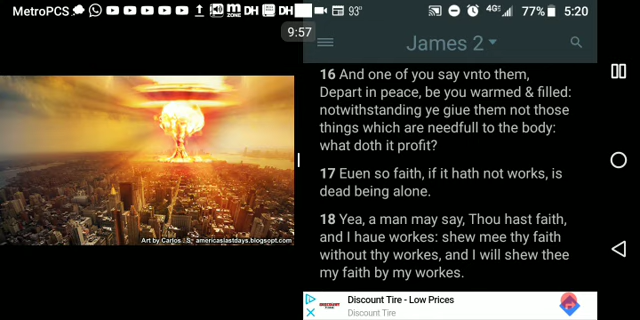 MetroPCS
m ZONE
DH
DH
93°
4G
77%
5:20
9:57
James 2
16 And one of you say vnto them,
Depart in peace, be you warmed & filled:
notwithstanding ye giue them not those
things which are needfull to the body:
what doth it profit?
17 Euen so faith, if it hath not works, is
dead being alone.
18 Yea, a man may say, Thou hast faith,
and I haue workes: shew mee thy faith
without thy workes, and I will shew thee
my faith by my workes.
Art by Carlos .S.- americaslastdays.blogsopt.com
Discount Tire - Low Prices
Discount Tire